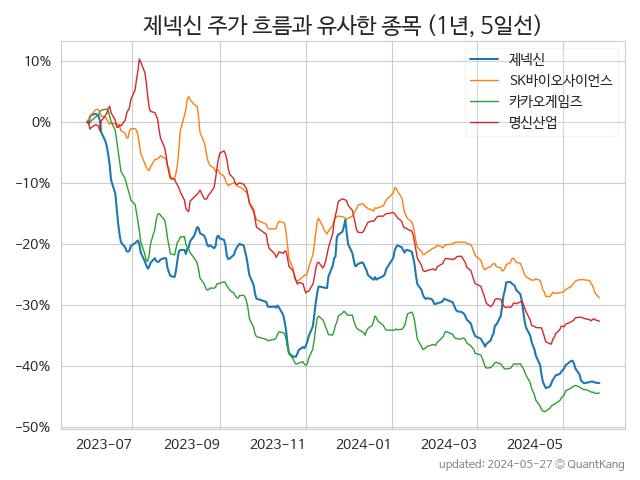 제넥신 주가 흐름과 유사한 종목 (1년, 5일선)
제넥신
SK바이오사이언스
카카오게임즈
명신산업
10%
0%
−10%
−20%
−30%
−40%
−50%
2023−07
2023−09
2023−11
2024−01
2024−03
2024−05
updated: 2024-05-27 © QuantKang